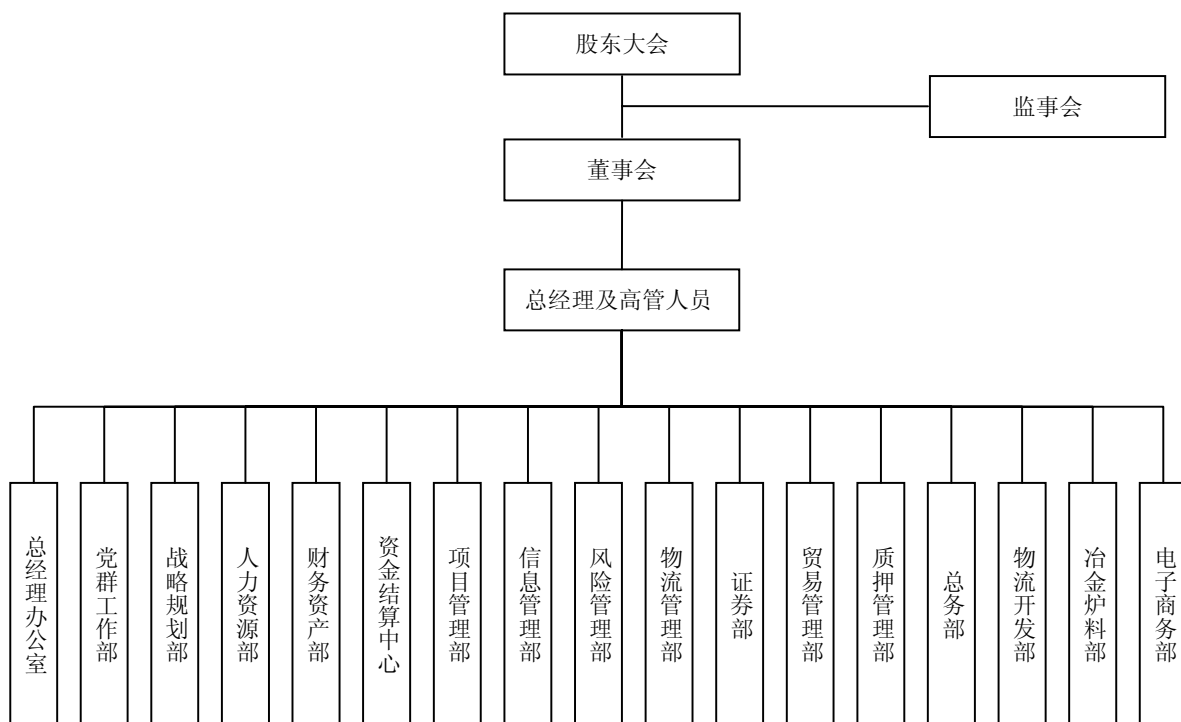 股东大会
监事会
董事会
总经理及高管人员
总经理办公室
党群工作部
战略规划部
人力资源部
财务资产部
资金结算中心
项目管理部
信息管理部
风险管理部
物流管理部
证券部
贸易管理部
质押管理部
总务部
物流开发部
冶金炉料部
电子商务部